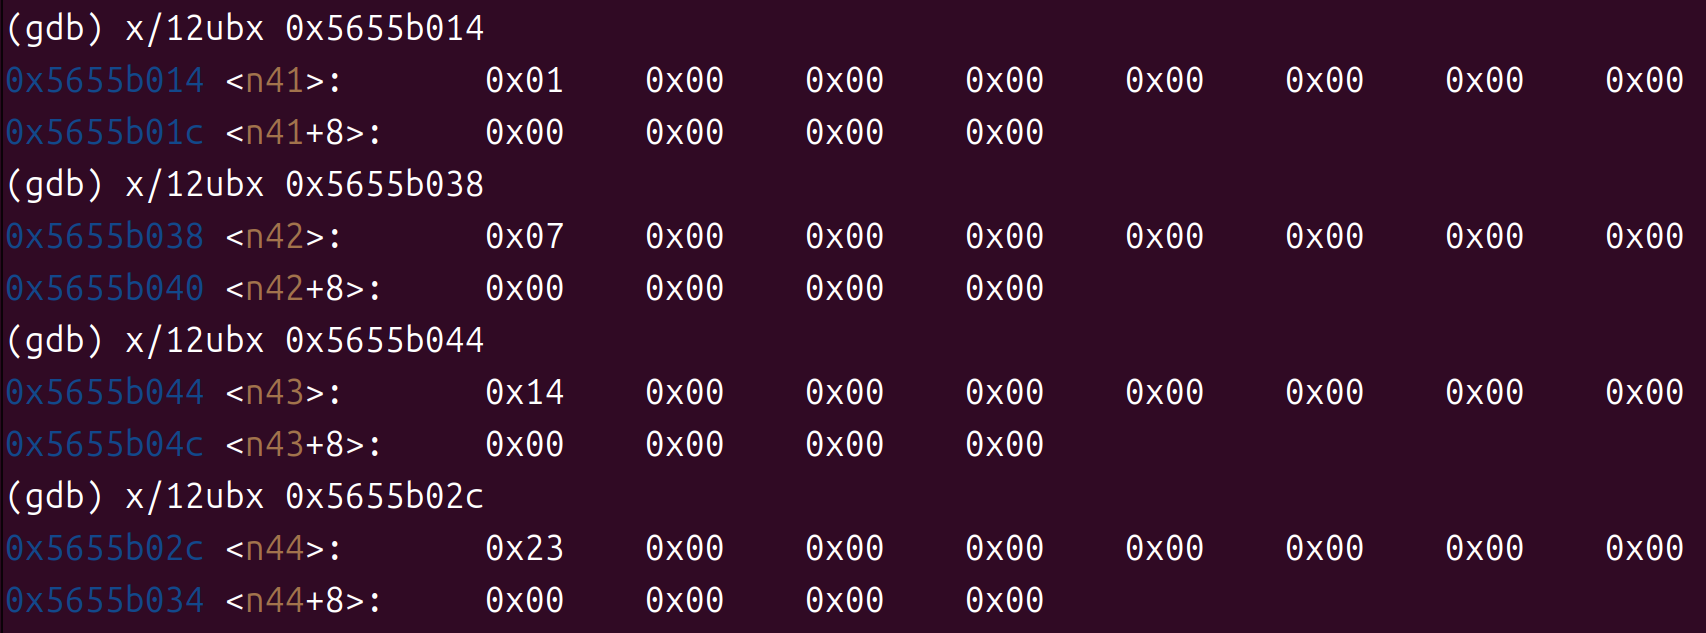 (gdb) x/12ubx 0x5655b014
0x5655b014 <n41>: 0x01 0x00 0x00 0x00 0x00 0x00 0x00 0x00
0x5655b01c <n41+8>: 0x00 0x00 0x00 0x00
(gdb) x/12ubx 0x5655b038
0x5655b038 <n42>: 0x07 0x00 0x00 0x00 0x00 0x00 0x00 0x00
0x5655b040 <n42+8>: 0x00 0x00 0x00 0x00
(gdb) x/12ubx 0x5655b044
0x5655b044 <n43>: 0x14 0x00 0x00 0x00 0x00 0x00 0x00 0x00
0x5655b04c <n43+8>: 0x00 0x00 0x00 0x00
(gdb) x/12ubx 0x5655b02c
0x5655b02c <n44>: 0x23 0x00 0x00 0x00 0x00 0x00 0x00 0x00
0x5655b034 <n44+8>: 0x00 0x00 0x00 0x00